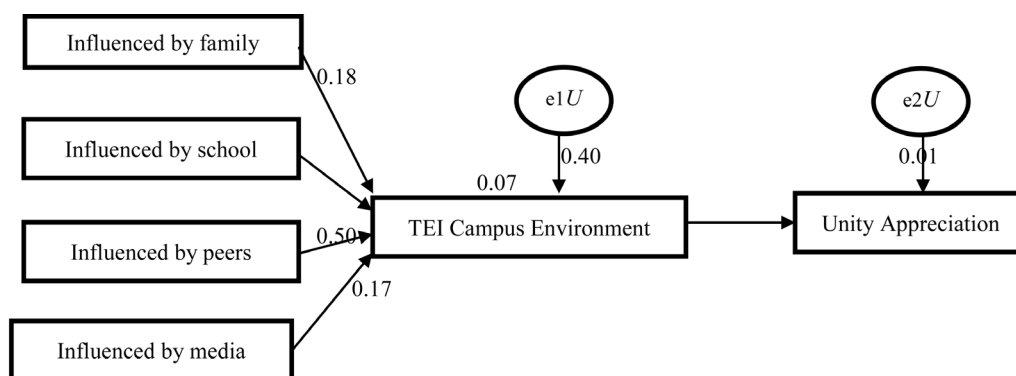 Influenced by family
0.18
e1U
e2U
Influenced by school
0.40
0.01
0.07
TEI Campus Environment
Unity Appreciation
Influenced by peers
0.50
0.17
Influenced by media